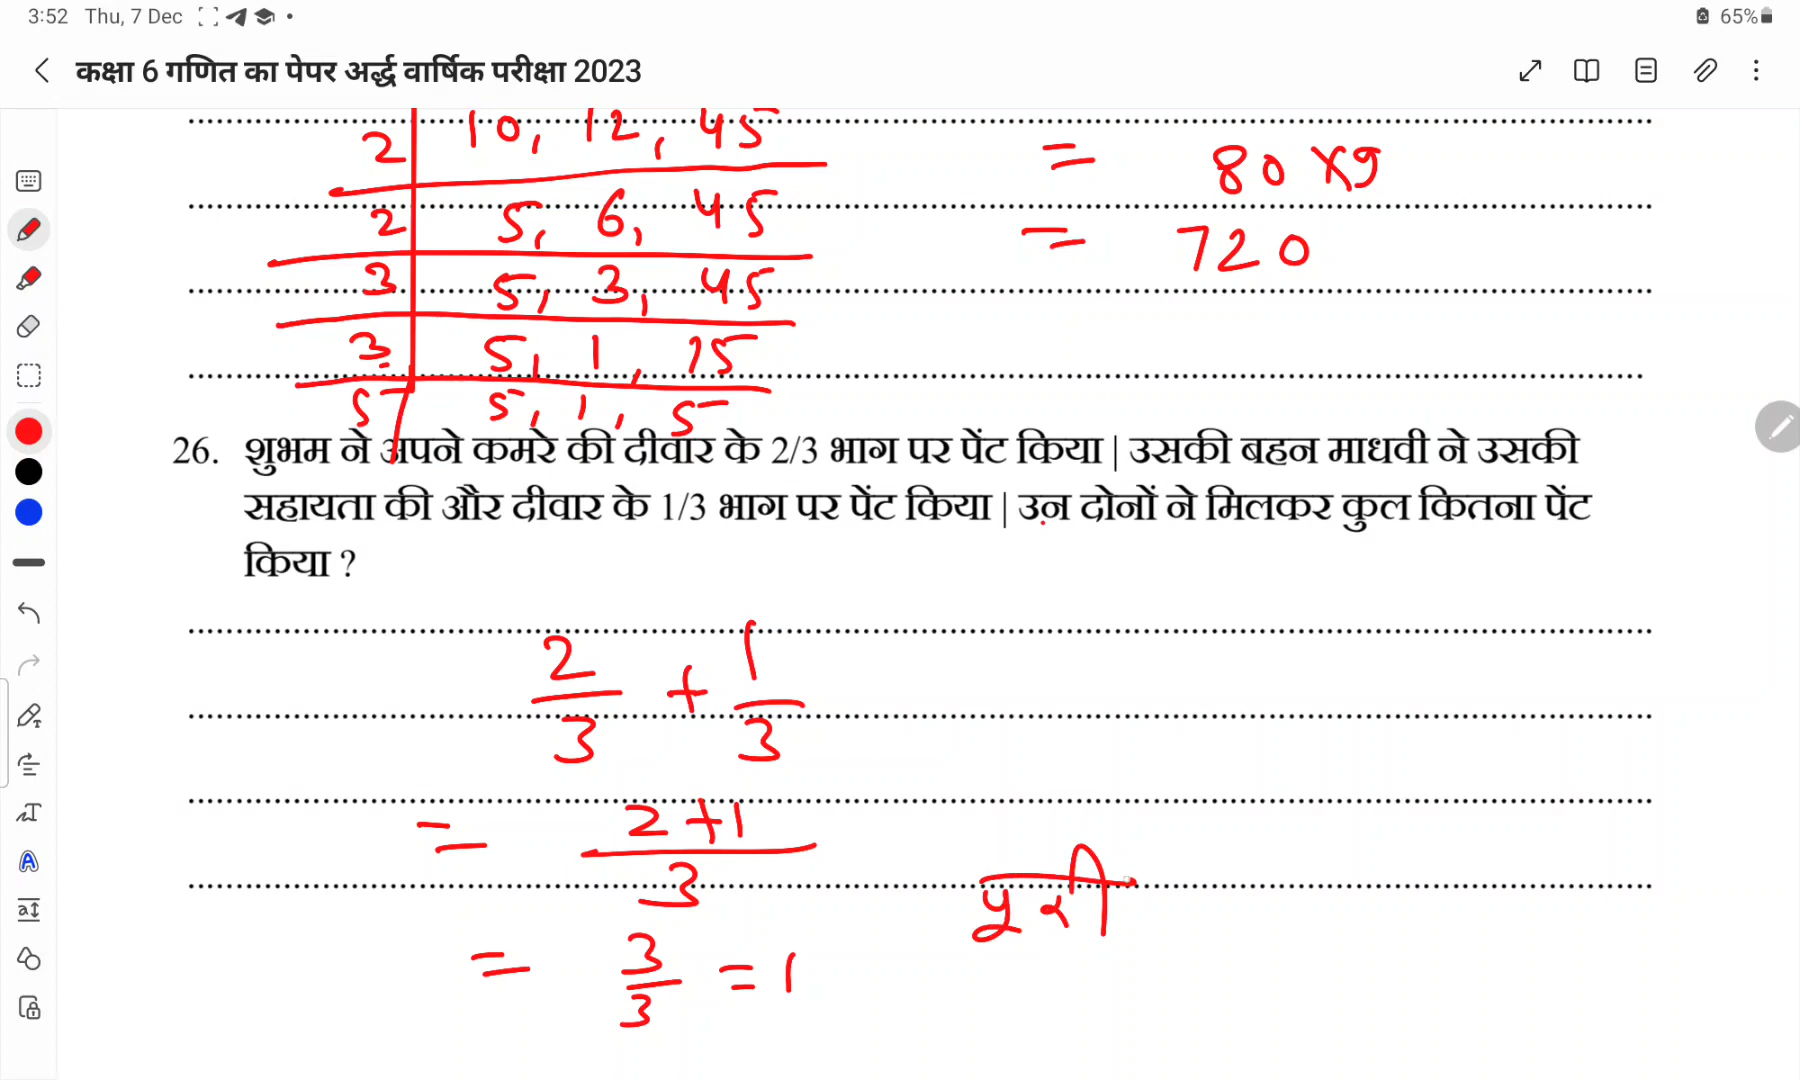 3:52 Thu, 7 Dec 65%
कक्षा 6 गणित का पेपर अर्द्ध वार्षिक परीक्षा 2023
2 10, 12, 45
2 5, 6, 45
3 5, 3, 45
3 5, 1, 15
5 5, 1, 5
= 80 x 9
= 720
26. शुभम ने अपने कमरे की दीवार के 2/3 भाग पर पेंट किया | उसकी बहन माधवी ने उसकी
सहायता की और दीवार के 1/3 भाग पर पेंट किया | उन दोनों ने मिलकर कुल कितना पेंट
किया ?
2/3 + 1/3
= 2+1/3
= 3/3 = 1